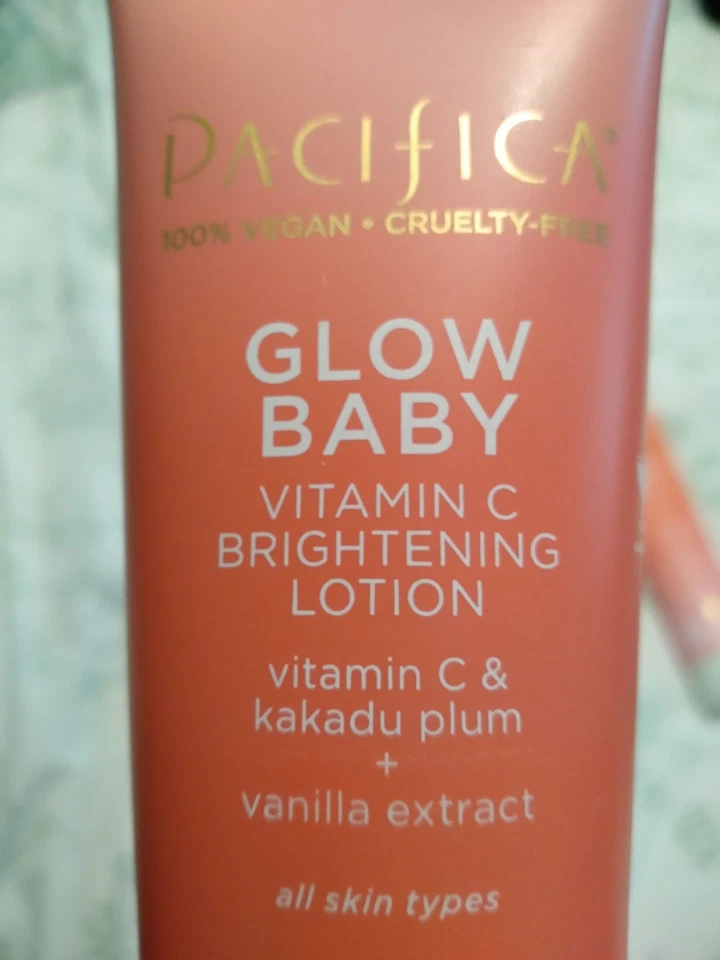 PACIFICA
100% VEGAN • CRUELTY-FREE
GLOW
BABY
VITAMIN C
BRIGHTENING
LOTION
vitamin C &
kakadu plum
+
vanilla extract
all skin types